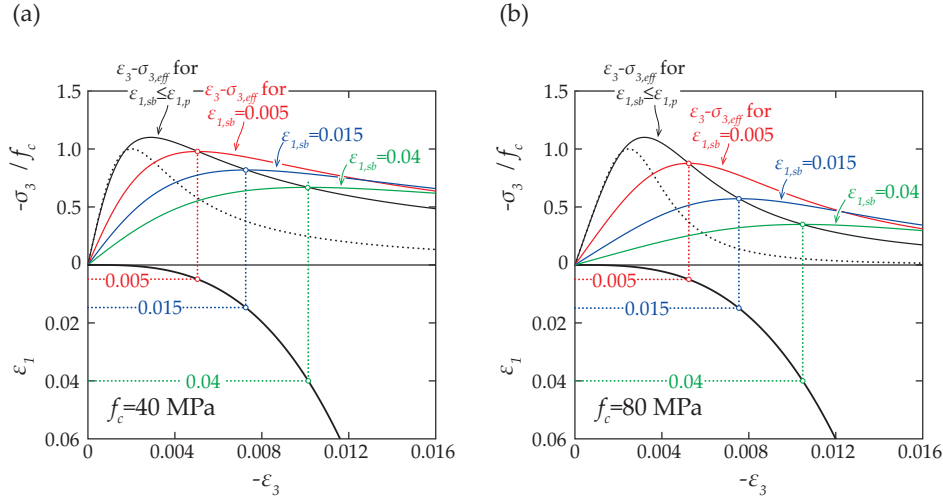 (a)
ε3-σ3,eff for
ε1,sb≤ε1,p
ε3-σ3,eff for
ε1,sb=0.005
ε1,sb=0.015
ε1,sb=0.04
1.5
1.0
0.5
0
-σ3 / fc
0.005
0.015
0.04
0.02
0.04
0.06
ε1
fc=40 MPa
0
0.004
0.008
0.012
0.016
-ε3
(b)
ε3-σ3,eff for
ε1,sb≤ε1,p
ε3-σ3,eff for
ε1,sb=0.005
ε1,sb=0.015
ε1,sb=0.04
1.5
1.0
0.5
0
-σ3 / fc
0.005
0.015
0.04
0.02
0.04
0.06
ε1
fc=80 MPa
0
0.004
0.008
0.012
0.016
-ε3